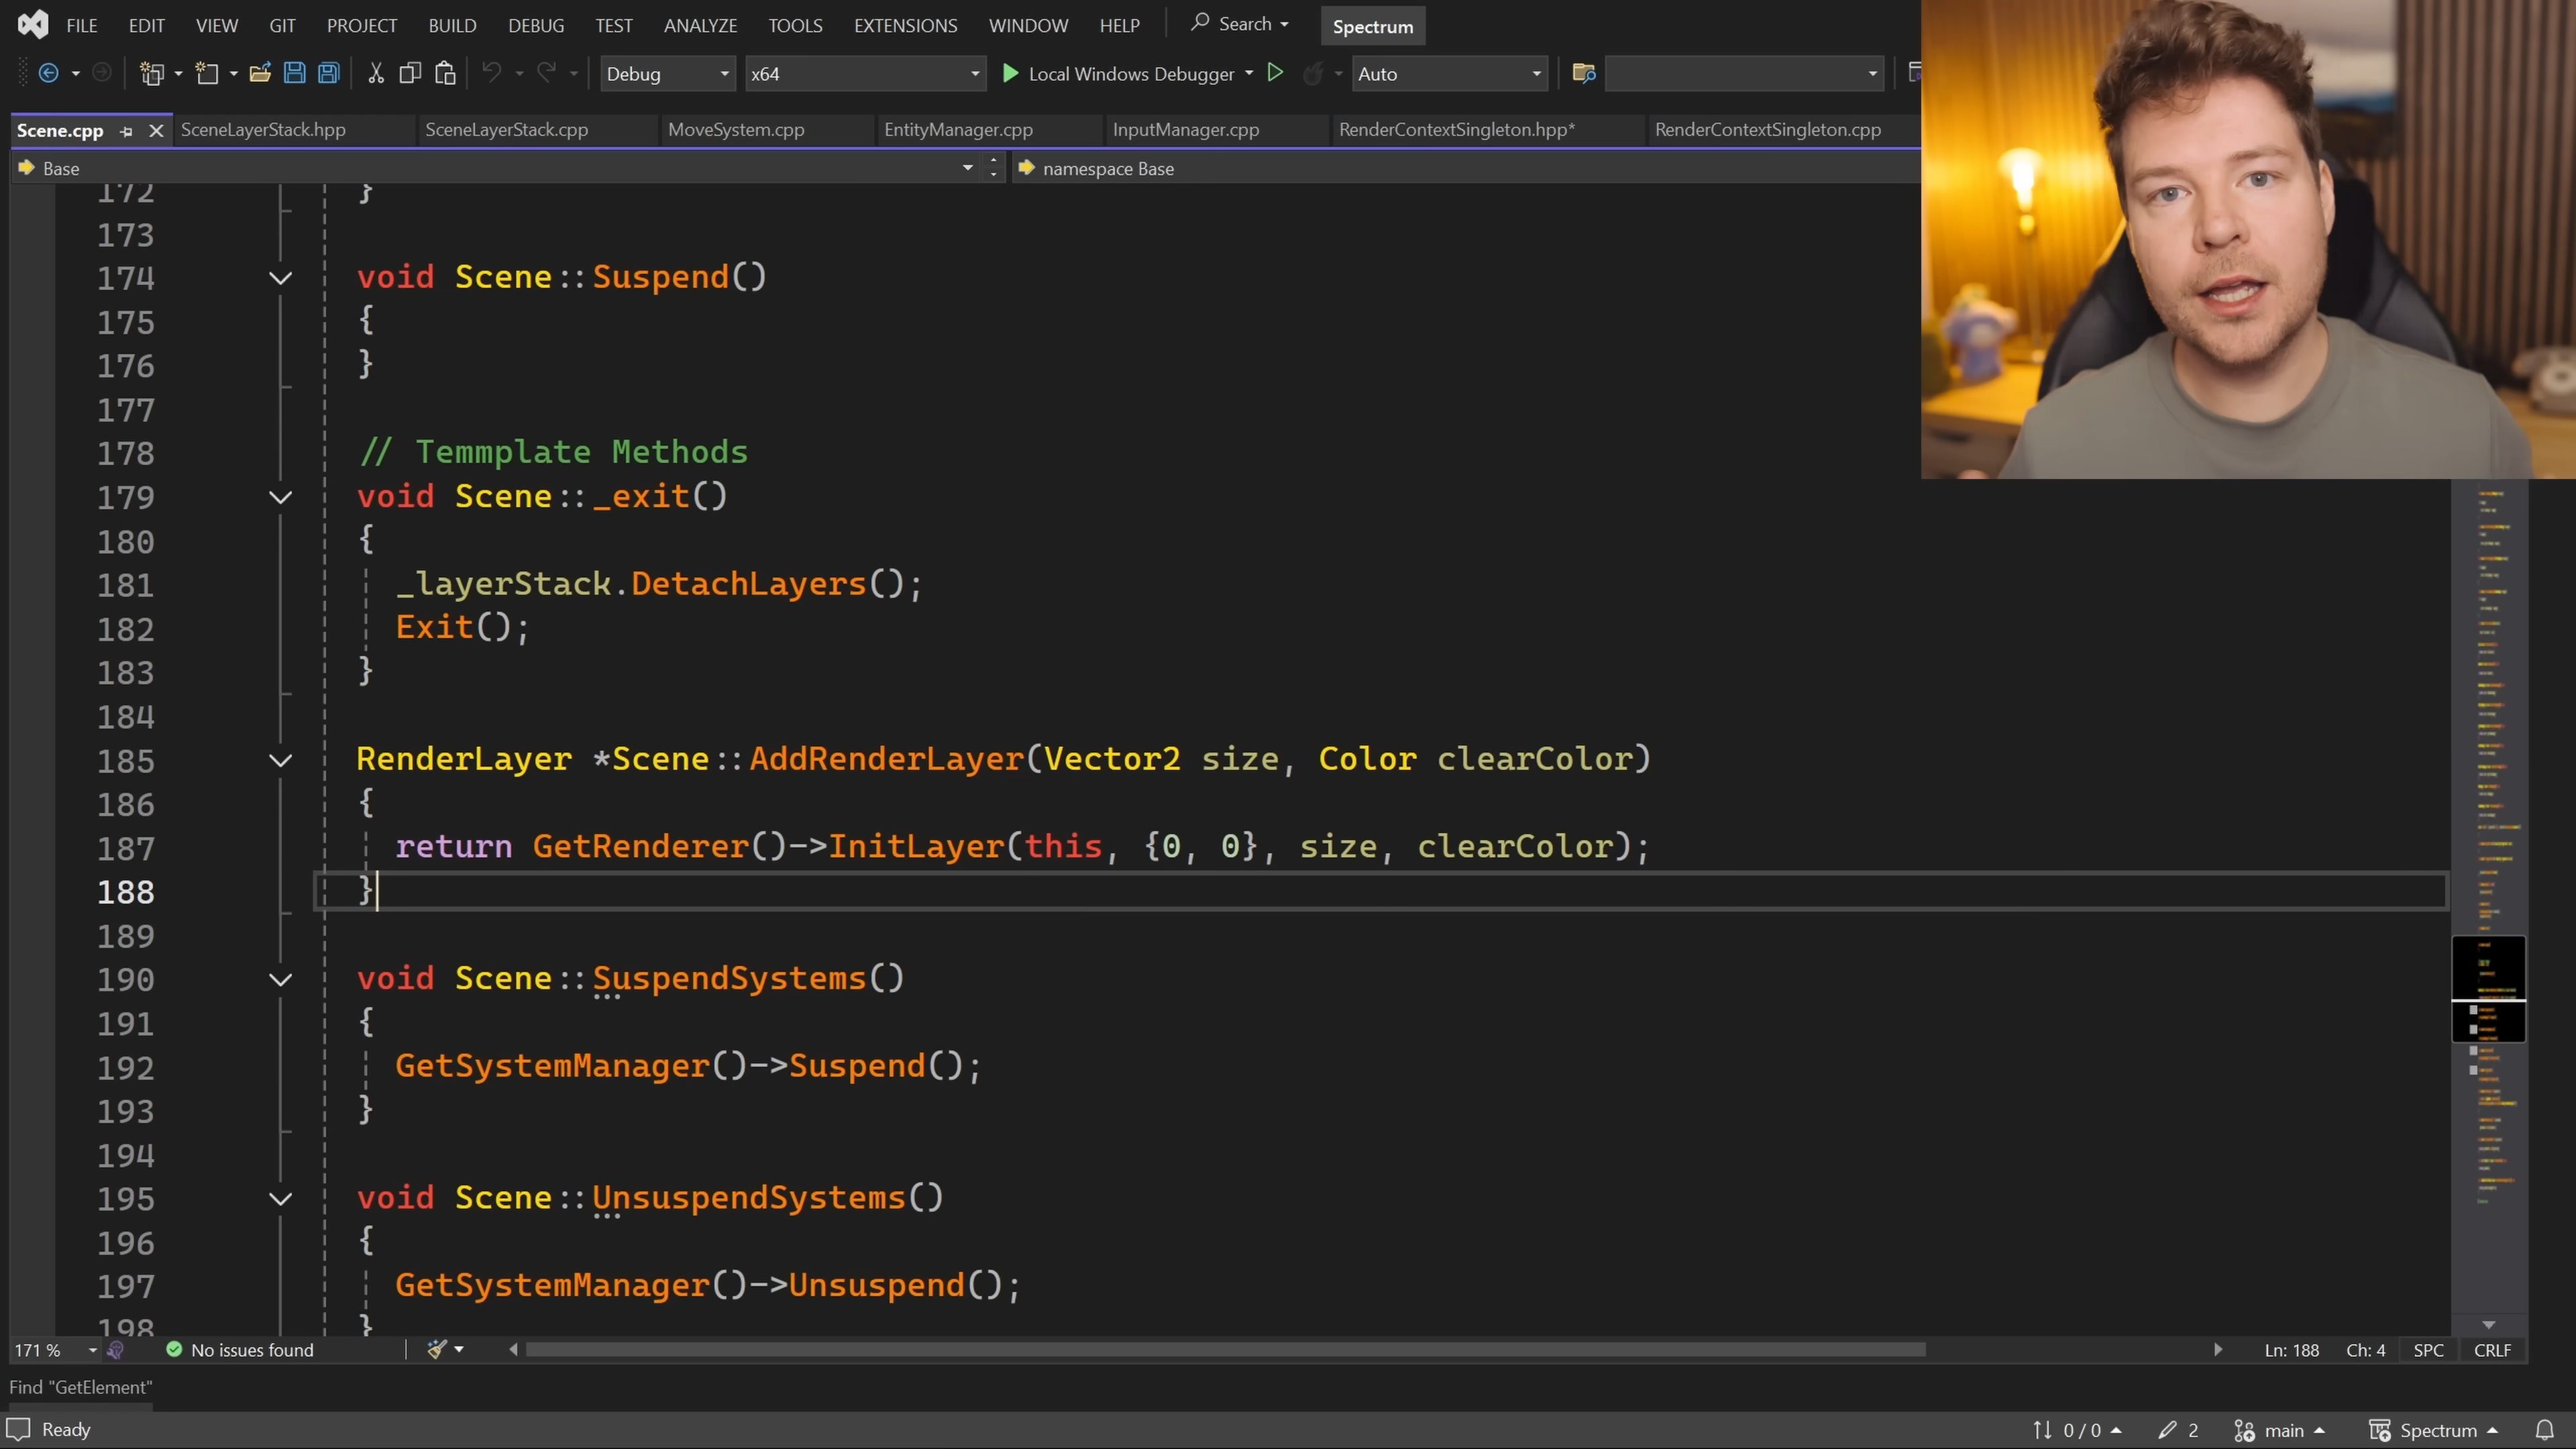 FILE EDIT VIEW GIT PROJECT BUILD DEBUG TEST ANALYZE TOOLS EXTENSIONS WINDOW HELP Search Spectrum
Debug x64 Local Windows Debugger Auto
Scene.cpp SceneLayerStack.hpp SceneLayerStack.cpp MoveSystem.cpp EntityManager.cpp InputManager.cpp RenderContextSingleton.hpp* RenderContextSingleton.cpp
Base namespace Base
172 }
173
174 void Scene::Suspend()
175 {
176 }
177
178 // Temmplate Methods
179 void Scene::_exit()
180 {
181 _layerStack.DetachLayers();
182 Exit();
183 }
184
185 RenderLayer *Scene::AddRenderLayer(Vector2 size, Color clearColor)
186 {
187 return GetRenderer()->InitLayer(this, {0, 0}, size, clearColor);
188 }
189
190 void Scene::SuspendSystems()
191 {
192 GetSystemManager()->Suspend();
193 }
194
195 void Scene::UnsuspendSystems()
196 {
197 GetSystemManager()->Unsuspend();
198 }
171 % No issues found Ln: 188 Ch: 4 SPC CRLF
Find "GetElement"
Ready 0 / 0 2 main Spectrum